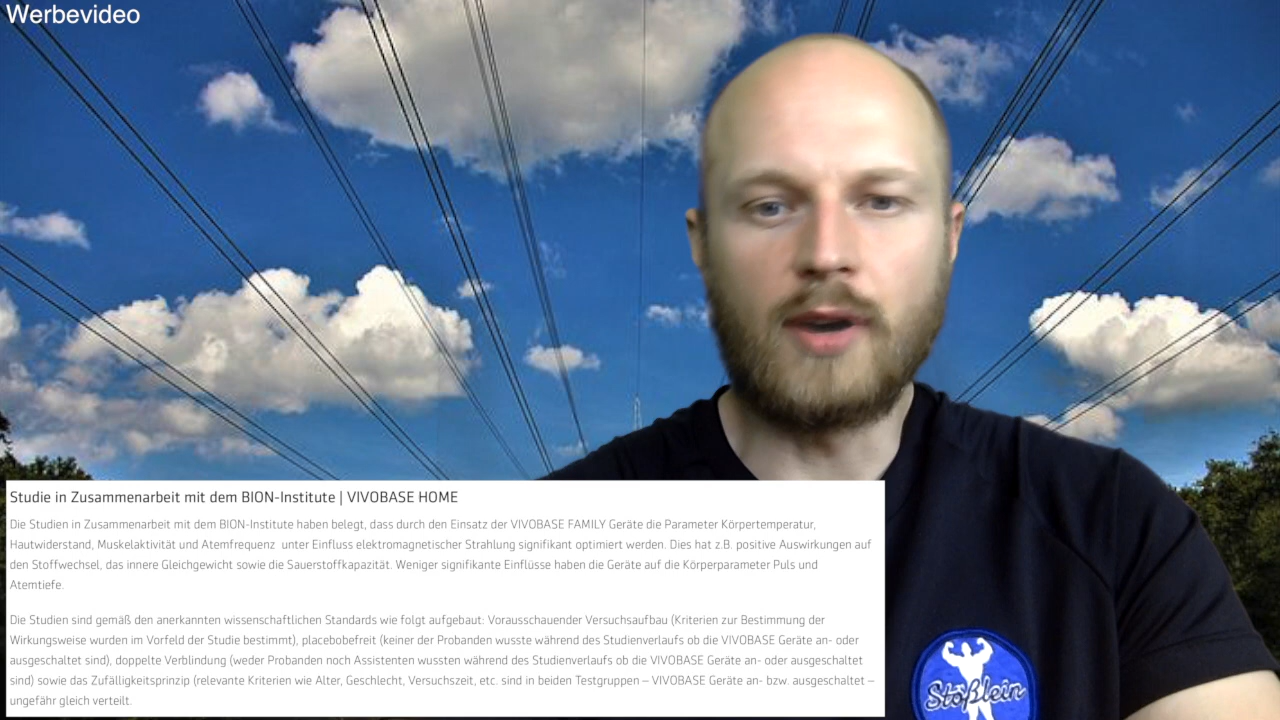 Werbevideo
Studie in Zusammenarbeit mit dem BION-Institute | VIVOBASE HOME
Die Studien in Zusammenarbeit mit dem BION-Institute haben belegt, dass durch den Einsatz der VIVOBASE FAMILY Geräte die Parameter Körpertemperatur,
Hautwiderstand, Muskelaktivität und Atemfrequenz unter Einfluss elektromagnetischer Strahlung signifikant optimiert werden. Dies hat z.B. positive Auswirkungen auf
den Stoffwechsel, das innere Gleichgewicht sowie die Sauerstoffkapazität. Weniger signifikante Einflüsse haben die Geräte auf die Körperparameter Puls und
Atemtiefe.
Die Studien sind gemäß den anerkannten wissenschaftlichen Standards wie folgt aufgebaut: Vorausschauender Versuchsaufbau (Kriterien zur Bestimmung der
Wirkungsweise wurden im Vorfeld der Studie bestimmt), placebobefreit (keiner der Probanden wusste während des Studienverlaufs ob die VIVOBASE Geräte an- oder
ausgeschaltet sind), doppelte Verblindung (weder Probanden noch Assistenten wussten während des Studienverlaufs ob die VIVOBASE Geräte an- oder ausgeschaltet
sind) sowie das Zufälligkeitsprinzip (relevante Kriterien wie Alter, Geschlecht, Versuchszeit, etc. sind in beiden Testgruppen – VIVOBASE Geräte an- bzw. ausgeschaltet –
ungefähr gleich verteilt.
Stoßlein